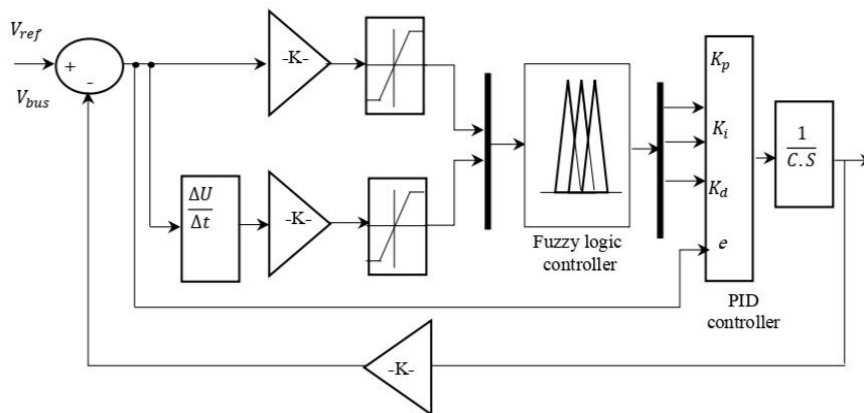 V_ref
+
-
V_bus
-K-
ΔU
Δt
-K-
Fuzzy logic
controller
K_p
K_i
K_d
e
PID
controller
1
C.S
-K-